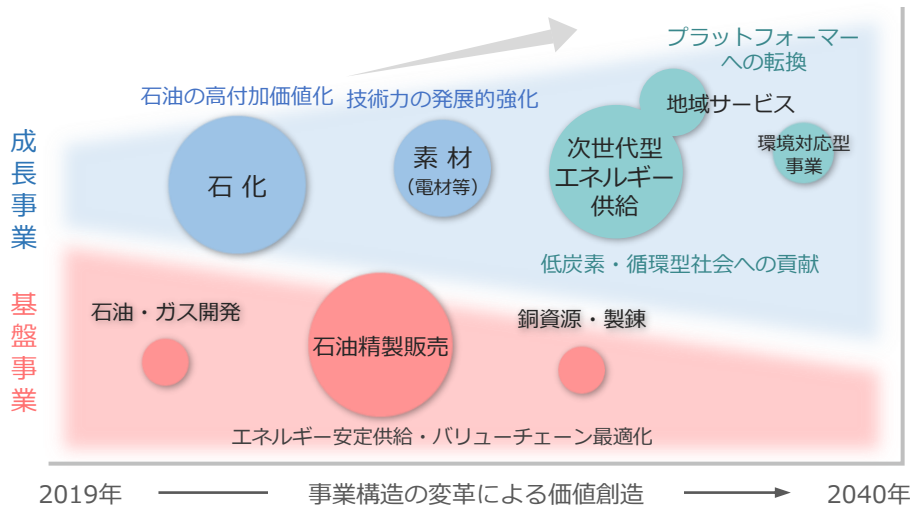 プラットフォーマー
への転換
石油の高付加価値化
技術力の発展的強化
地域サービス
成長事業
石 化
素 材
（電材等）
次世代型
エネルギー
供給
環境対応型
事業
低炭素・循環型社会への貢献
基盤事業
石油・ガス開発
石油精製販売
銅資源・製錬
エネルギー安定供給・バリューチェーン最適化
2019年
事業構造の変革による価値創造
2040年